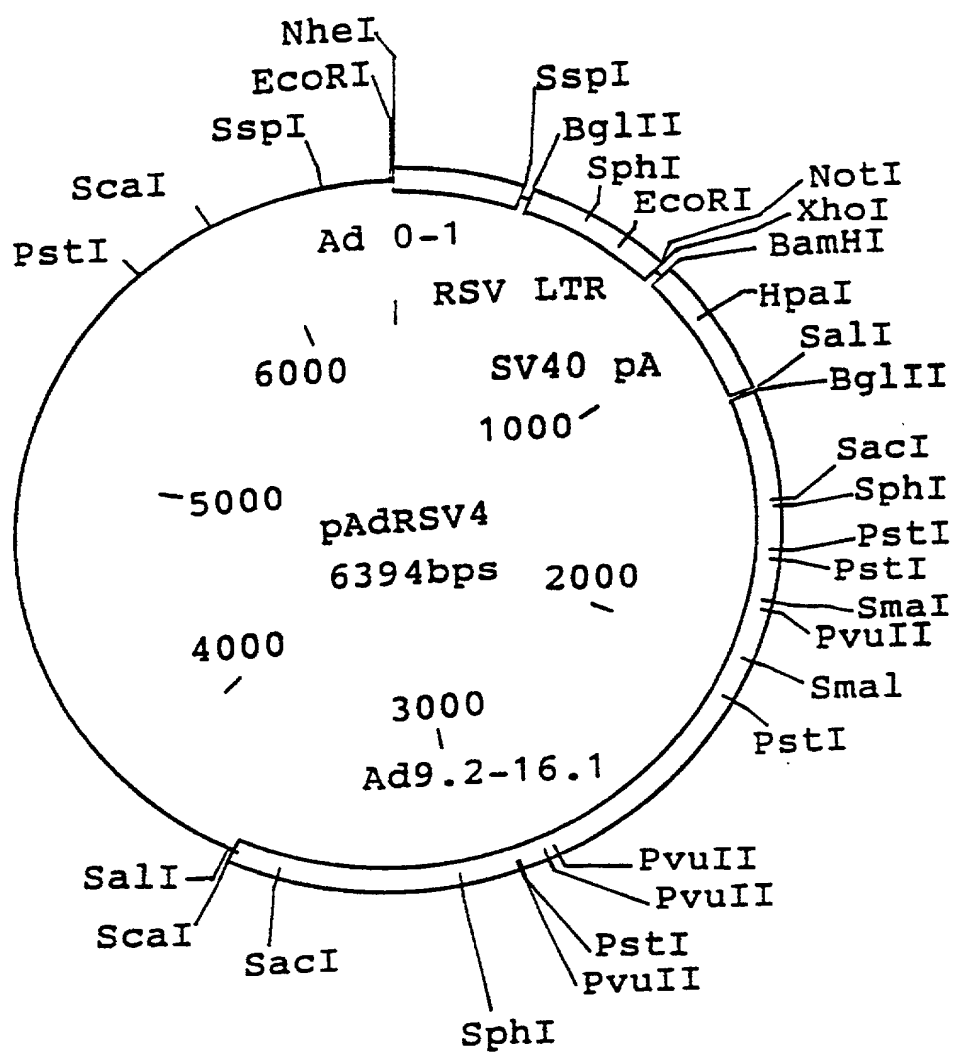 NheI
EcoRI
SspI
ScaI
PstI
SspI
BglII
SphI
EcoRI
NotI
XhoI
BamHI
HpaI
SalI
BglII
SacI
SphI
PstI
PstI
SmaI
PvuII
Smal
PstI
PvuII
PvuII
PstI
PvuII
SphI
SacI
ScaI
SalI
Ad 0-1
RSV LTR
SV40 pA
6000
1000
5000
pAdRSV4
6394bps
2000
4000
3000
Ad9.2-16.1